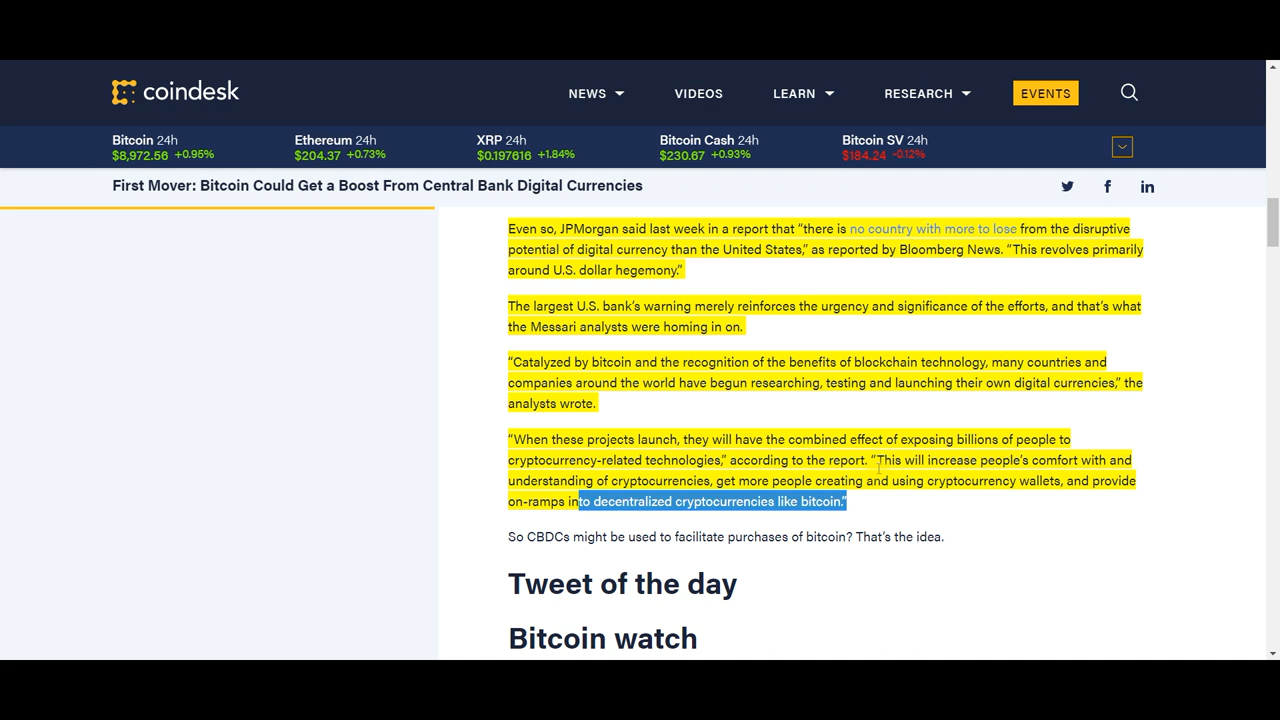 coindesk
NEWS
VIDEOS
LEARN
RESEARCH
EVENTS
Bitcoin 24h
$8,972.56 +0.95%
Ethereum 24h
$204.37 +0.73%
XRP 24h
$0.197616 +1.84%
Bitcoin Cash 24h
$230.67 +0.93%
Bitcoin SV 24h
$184.24 -0.12%
First Mover: Bitcoin Could Get a Boost From Central Bank Digital Currencies
Even so, JPMorgan said last week in a report that “there is no country with more to lose from the disruptive
potential of digital currency than the United States,” as reported by Bloomberg News. “This revolves primarily
around U.S. dollar hegemony.”
The largest U.S. bank’s warning merely reinforces the urgency and significance of the efforts, and that’s what
the Messari analysts were homing in on.
“Catalyzed by bitcoin and the recognition of the benefits of blockchain technology, many countries and
companies around the world have begun researching, testing and launching their own digital currencies,” the
analysts wrote.
“When these projects launch, they will have the combined effect of exposing billions of people to
cryptocurrency-related technologies,” according to the report. “This will increase people’s comfort with and
understanding of cryptocurrencies, get more people creating and using cryptocurrency wallets, and provide
on-ramps into decentralized cryptocurrencies like bitcoin.”
So CBDCs might be used to facilitate purchases of bitcoin? That’s the idea.
Tweet of the day
Bitcoin watch